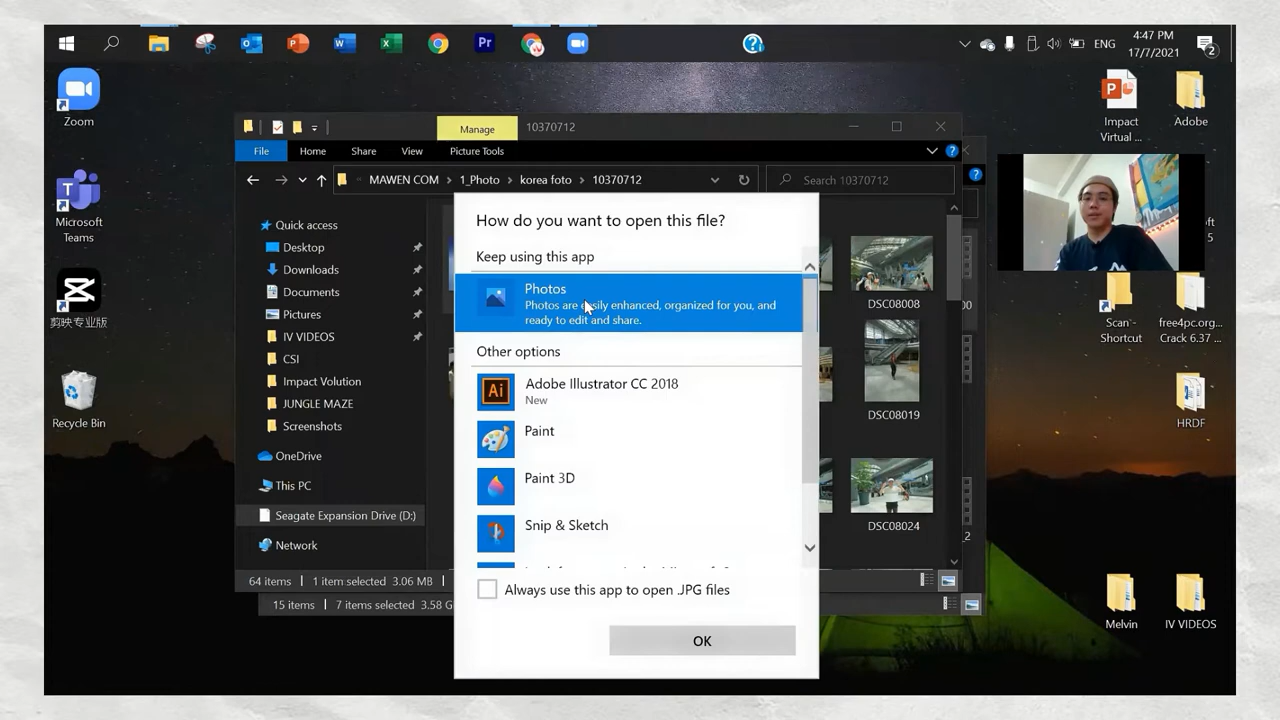 4:47 PM
ENG
17/7/2021
2
Pr
Zoom
Microsoft
Teams
剪映专业版
Recycle Bin
Impact
Virtual ...
Adobe
Scan -
Shortcut
free4pc.org...
Crack 6.37 ...
HRDF
Melvin
IV VIDEOS
Manage
10370712
File
Home
Share
View
Picture Tools
MAWEN COM > 1_Photo > korea foto > 10370712
Search 10370712
Quick access
Desktop
Downloads
Documents
Pictures
IV VIDEOS
CSI
Impact Volution
JUNGLE MAZE
Screenshots
OneDrive
This PC
Seagate Expansion Drive (D:)
Network
64 items
1 item selected 3.06 MB
15 items
7 items selected 3.58 G
DSC08008
DSC08019
DSC08024
How do you want to open this file?
Keep using this app
Photos
Photos are easily enhanced, organized for you, and
ready to edit and share.
Other options
Ai
Adobe Illustrator CC 2018
New
Paint
Paint 3D
Snip & Sketch
Always use this app to open .JPG files
OK